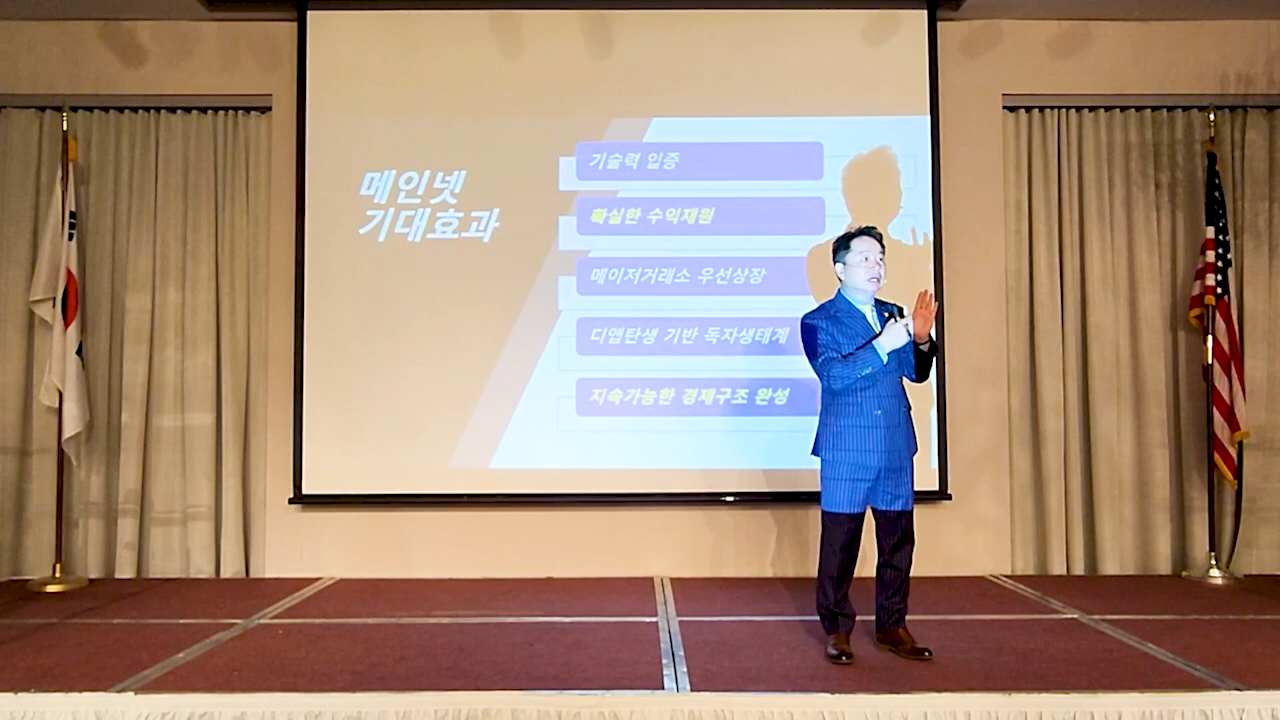 메인넷
기대효과
기술력 입증
확실한 수익재원
메이저거래소 우선상장
디앱탄생 기반 독자생태계
지속가능한 경제구조 완성